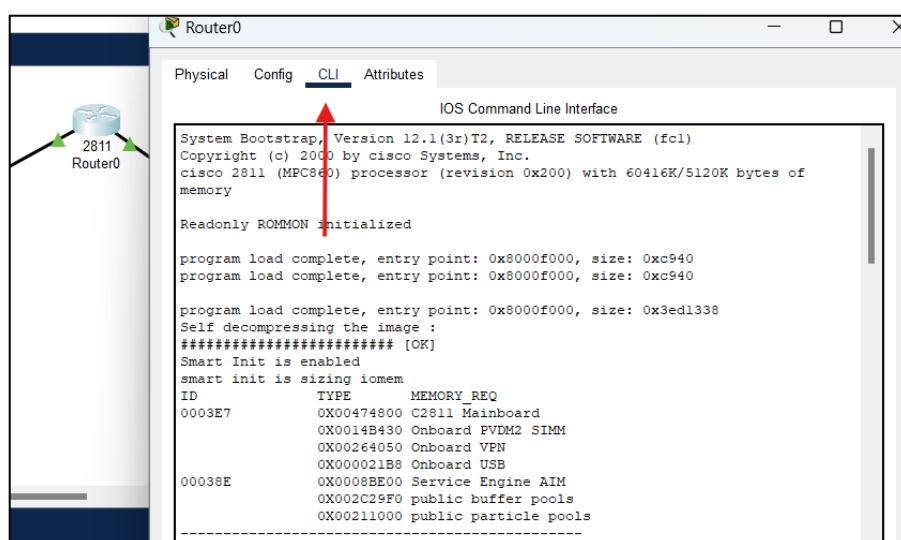 Router0
Physical Config CLI Attributes
IOS Command Line Interface
2811
Router0
System Bootstrap, Version 12.1(3r)T2, RELEASE SOFTWARE (fc1)
Copyright (c) 2000 by cisco Systems, Inc.
cisco 2811 (MPC860) processor (revision 0x200) with 60416K/5120K bytes of
memory
Readonly ROMMON initialized
program load complete, entry point: 0x8000f000, size: 0xc940
program load complete, entry point: 0x8000f000, size: 0xc940
program load complete, entry point: 0x8000f000, size: 0x3ed1338
Self decompressing the image :
######################### [OK]
Smart Init is enabled
smart init is sizing iomem
ID TYPE MEMORY_REQ
0003E7 0X00474800 C2811 Mainboard
0X0014B430 Onboard PVDM2 SIMM
0X00264050 Onboard VPN
0X000021B8 Onboard USB
00038E 0X0008BE00 Service Engine AIM
0X002C29F0 public buffer pools
0X00211000 public particle pools
-----------------------------------------------